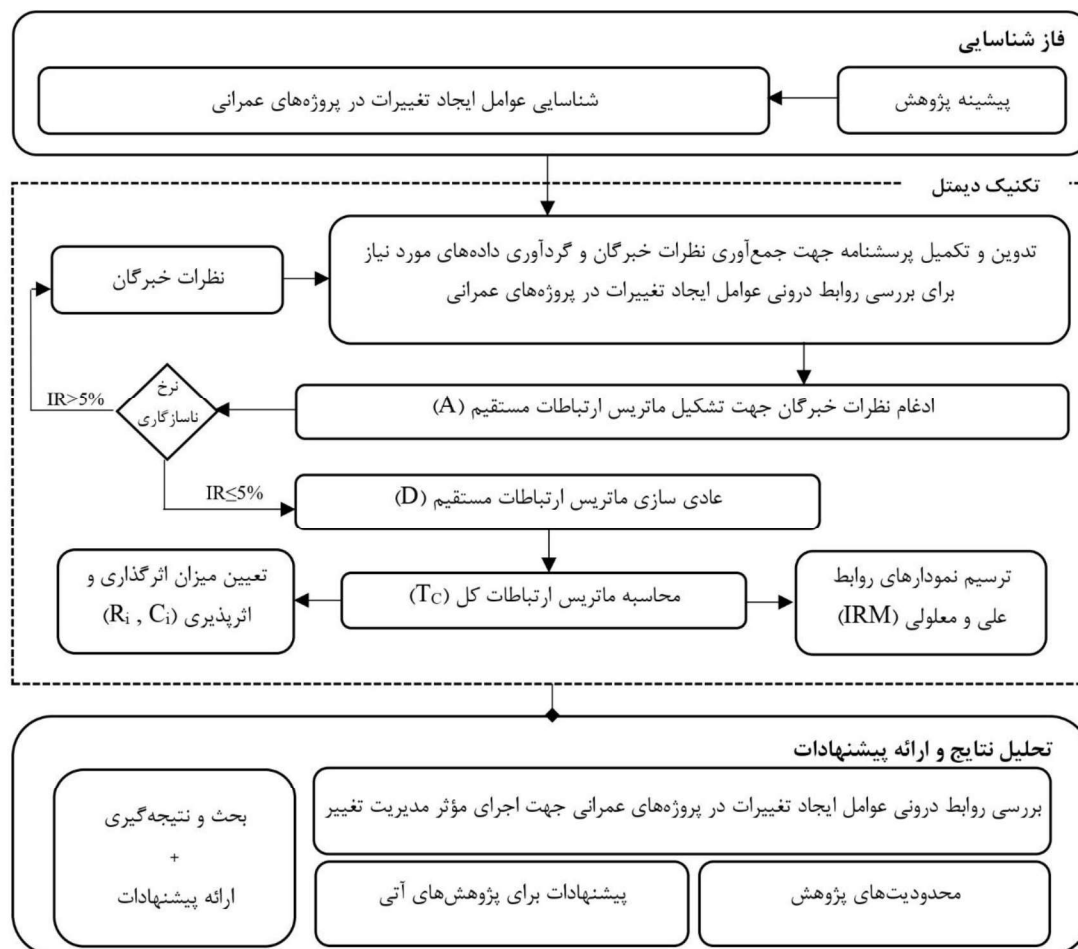 فاز شناسایی
پیشینه پژوهش
شناسایی عوامل ایجاد تغییرات در پروژه‌های عمرانی
تکنیک دیمتل
تدوین و تکمیل پرسشنامه جهت جمع‌آوری نظرات خبرگان و گردآوری داده‌های مورد نیاز
برای بررسی روابط درونی عوامل ایجاد تغییرات در پروژه‌های عمرانی
نظرات خبرگان
ادغام نظرات خبرگان جهت تشکیل ماتریس ارتباطات مستقیم (A)
نرخ
ناسازگاری
IR>5%
IR≤5%
عادی سازی ماتریس ارتباطات مستقیم (D)
محاسبه ماتریس ارتباطات کل (TC)
ترسیم نمودارهای روابط
علی و معلولی (IRM)
تعیین میزان اثرگذاری و
اثرپذیری (Ri , Ci)
تحلیل نتایج و ارائه پیشنهادات
بررسی روابط درونی عوامل ایجاد تغییرات در پروژه‌های عمرانی جهت اجرای مؤثر مدیریت تغییر
محدودیت‌های پژوهش
پیشنهادات برای پژوهش‌های آتی
بحث و نتیجه‌گیری
+
ارائه پیشنهادات